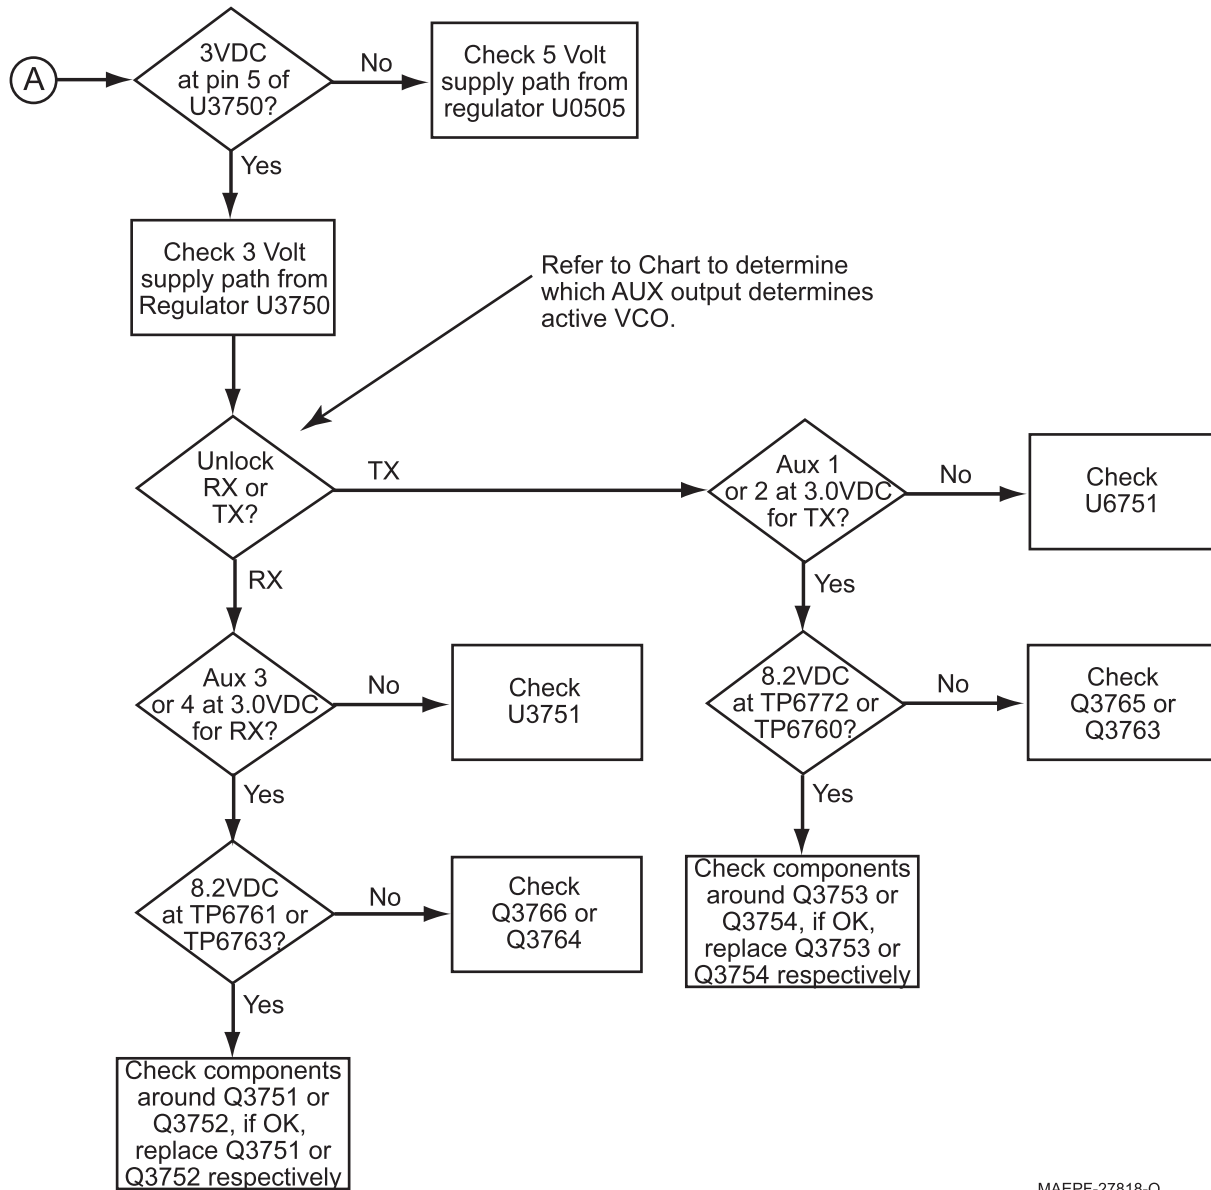 A
3VDC
at pin 5 of
U3750?
No
Check 5 Volt
supply path from
regulator U0505
Yes
Check 3 Volt
supply path from
Regulator U3750
Refer to Chart to determine
which AUX output determines
active VCO.
Unlock
RX or
TX?
TX
Aux 1
or 2 at 3.0VDC
for TX?
No
Check
U6751
RX
Yes
Aux 3
or 4 at 3.0VDC
for RX?
No
Check
U3751
8.2VDC
at TP6772 or
TP6760?
No
Check
Q3765 or
Q3763
Yes
Yes
8.2VDC
at TP6761 or
TP6763?
No
Check
Q3766 or
Q3764
Check components
around Q3753 or
Q3754, if OK,
replace Q3753 or
Q3754 respectively
Yes
Check components
around Q3751 or
Q3752, if OK,
replace Q3751 or
Q3752 respectively